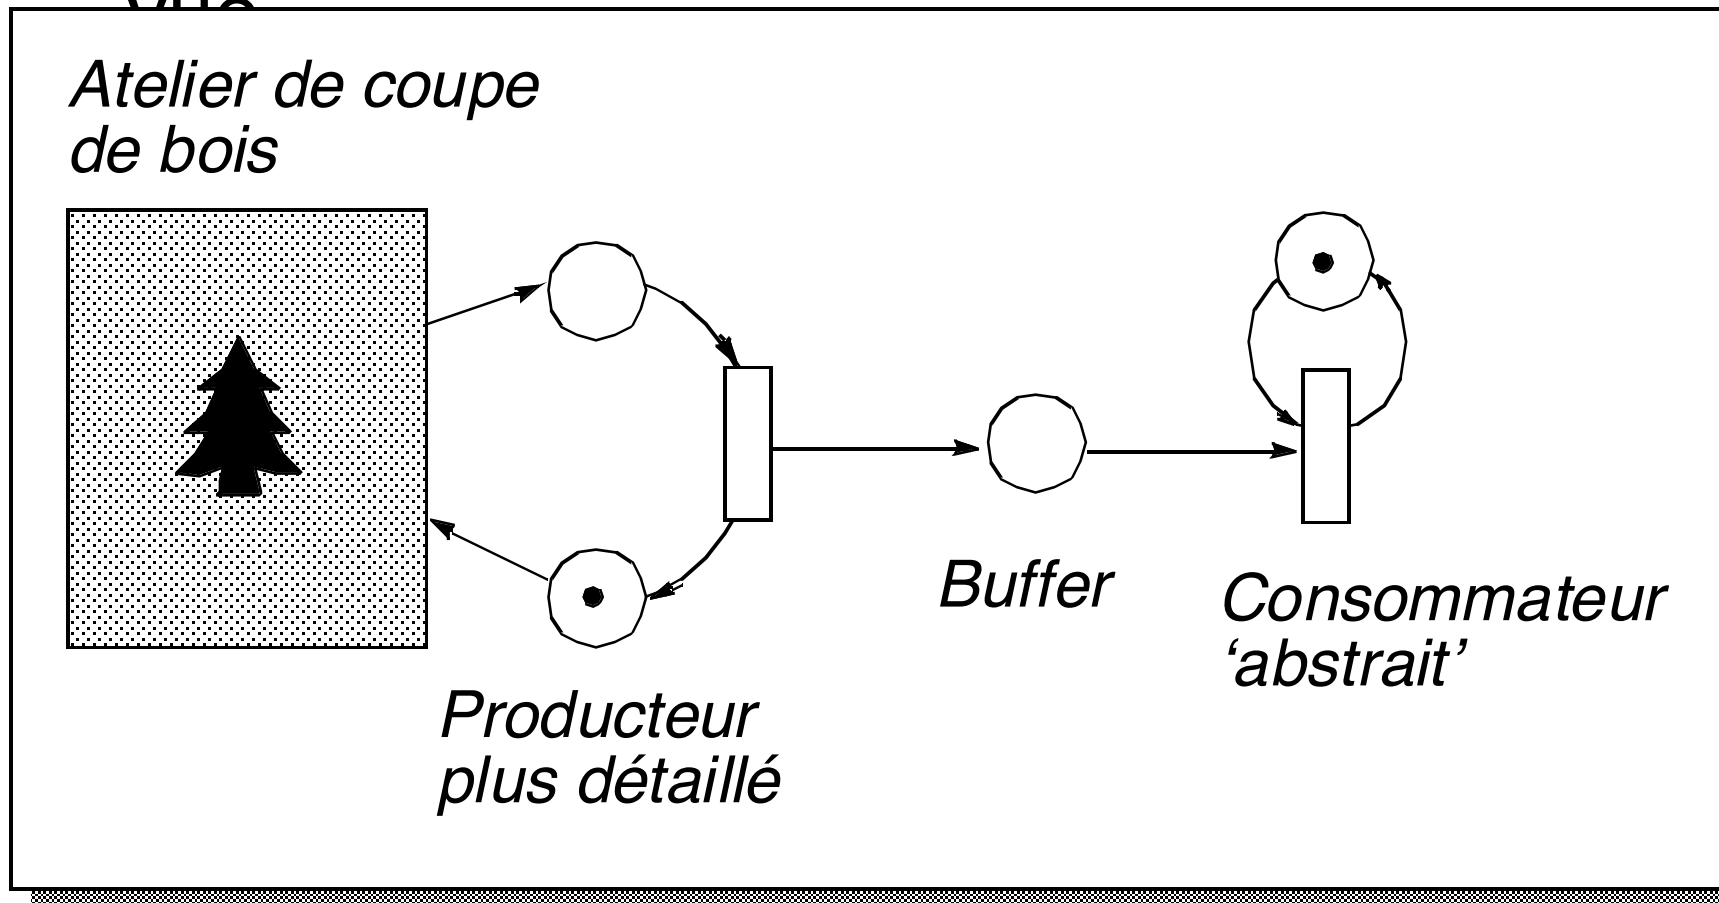 Atelier de coupe
de bois
Buffer
Consommateur
‘abstrait’
Producteur
plus détaillé